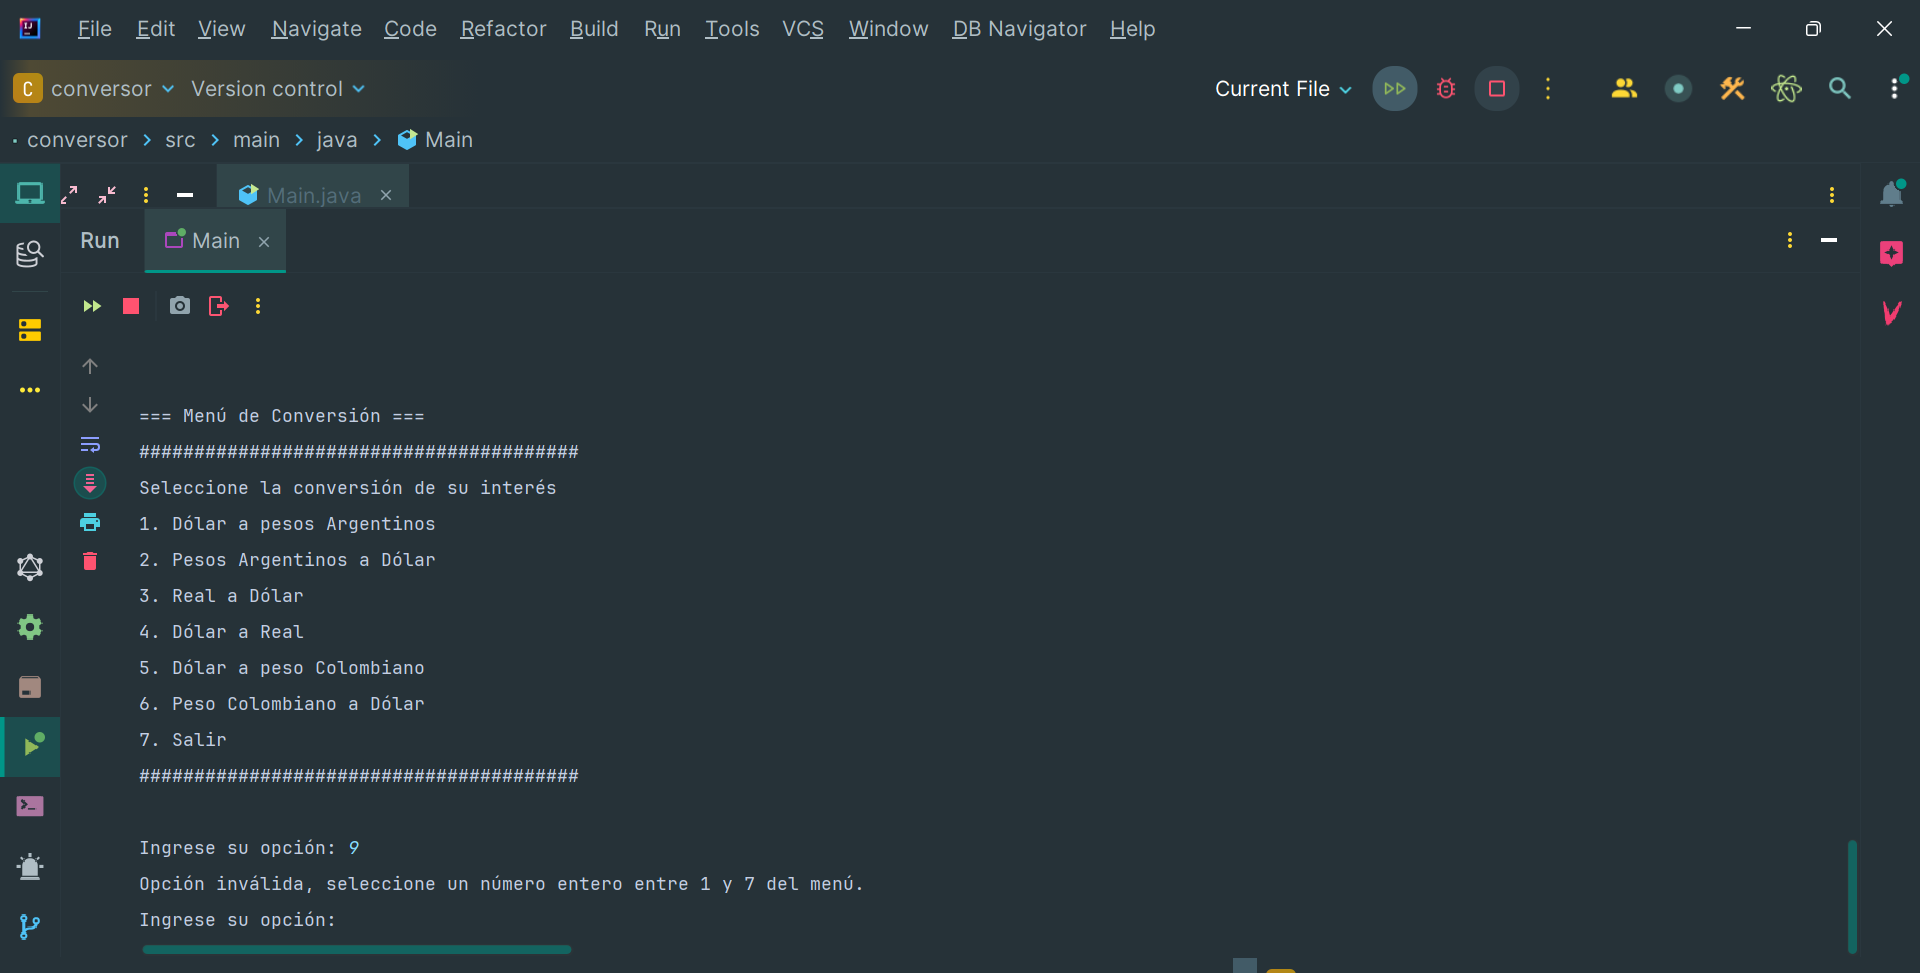 File Edit View Navigate Code Refactor Build Run Tools VCS Window DB Navigator Help
C conversor Version control Current File
conversor > src > main > java > Main
Main.java
Run Main
=== Menú de Conversión ===
########################################
Seleccione la conversión de su interés
1. Dólar a pesos Argentinos
2. Pesos Argentinos a Dólar
3. Real a Dólar
4. Dólar a Real
5. Dólar a peso Colombiano
6. Peso Colombiano a Dólar
7. Salir
########################################
Ingrese su opción: 9
Opción inválida, seleccione un número entero entre 1 y 7 del menú.
Ingrese su opción: